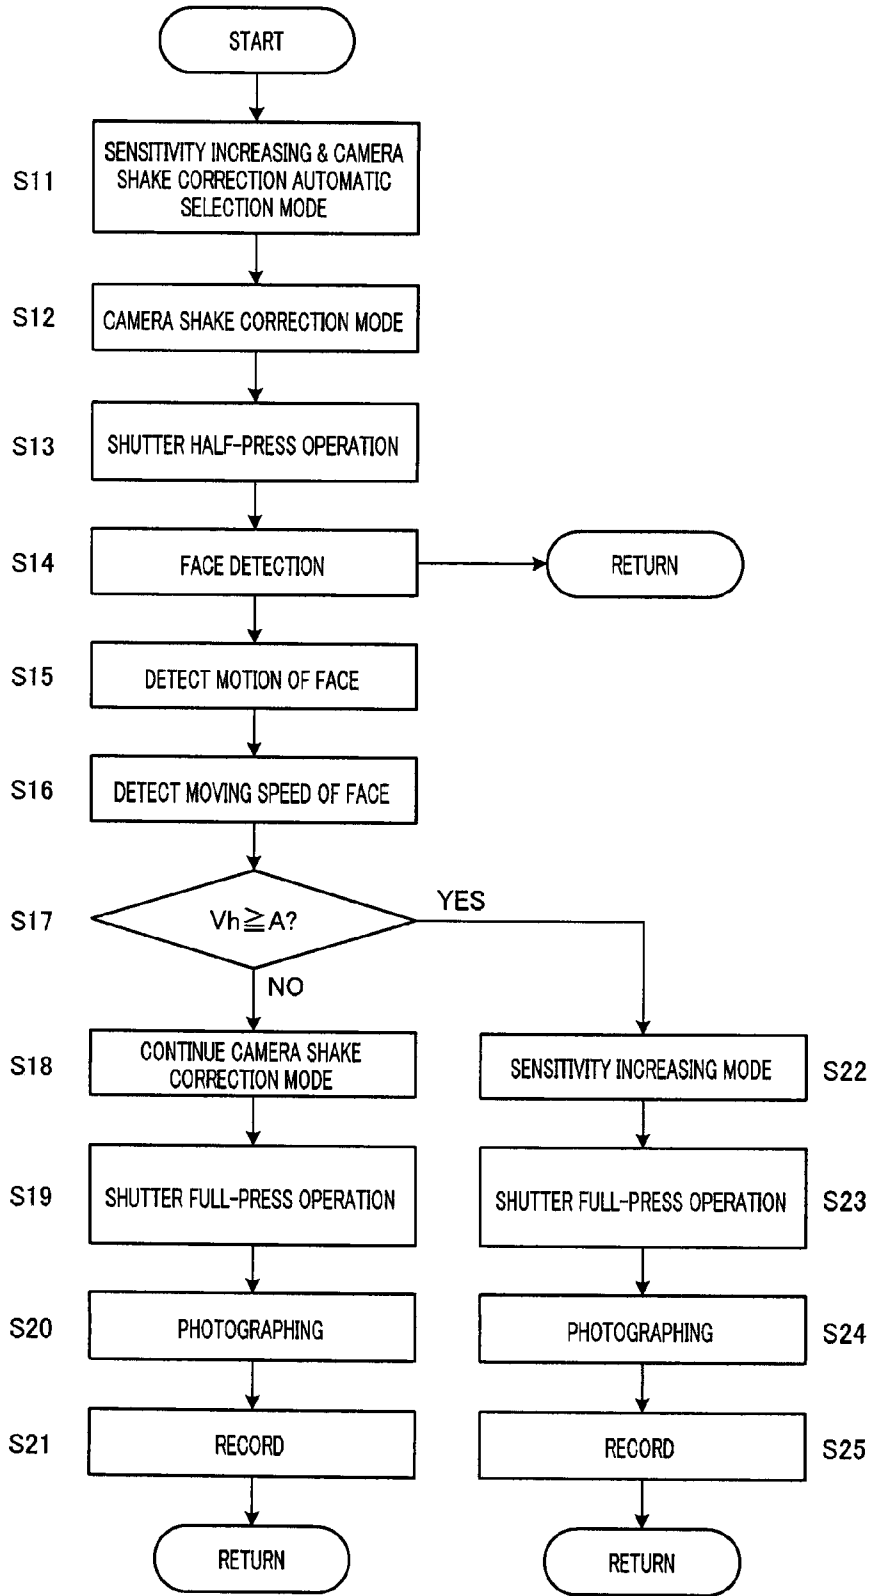 START
S11
SENSITIVITY INCREASING & CAMERA
SHAKE CORRECTION AUTOMATIC
SELECTION MODE
S12
CAMERA SHAKE CORRECTION MODE
S13
SHUTTER HALF-PRESS OPERATION
S14
FACE DETECTION
RETURN
S15
DETECT MOTION OF FACE
S16
DETECT MOVING SPEED OF FACE
S17
Vh≧A?
YES
NO
S18
CONTINUE CAMERA SHAKE
CORRECTION MODE
SENSITIVITY INCREASING MODE
S22
S19
SHUTTER FULL-PRESS OPERATION
SHUTTER FULL-PRESS OPERATION
S23
S20
PHOTOGRAPHING
PHOTOGRAPHING
S24
S21
RECORD
RECORD
S25
RETURN
RETURN